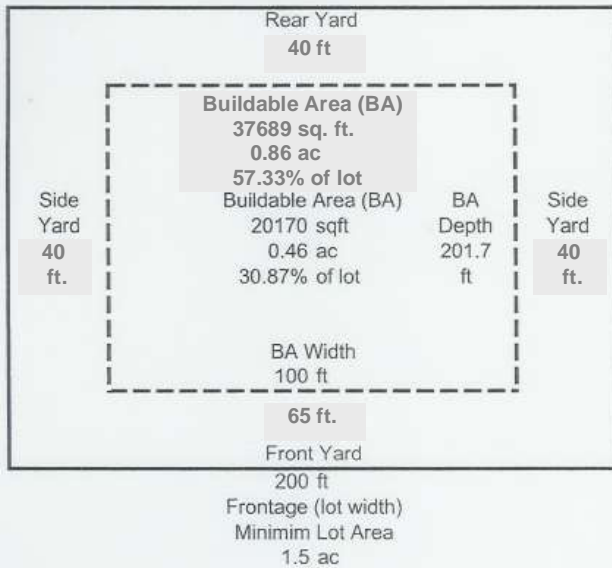 Rear Yard
40 ft
Buildable Area (BA)
37689 sq. ft.
0.86 ac
57.33% of lot
Side
Yard
40
ft.
Buildable Area (BA)
20170 sqft
0.46 ac
30.87% of lot
BA
Depth
201.7
ft
Side
Yard
40
ft.
BA Width
100 ft
65 ft.
Front Yard
200 ft
Frontage (lot width)
Minimim Lot Area
1.5 ac